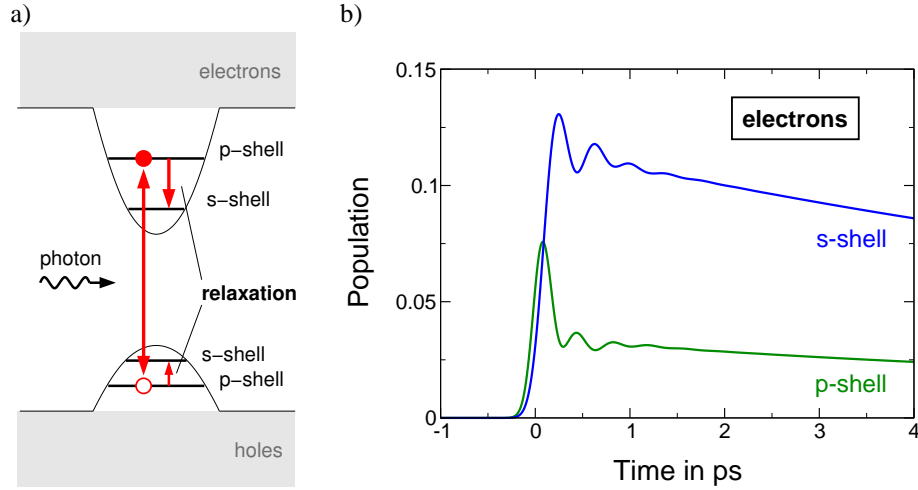 a)
electrons
p-shell
s-shell
photon
relaxation
s-shell
p-shell
holes
b)
0.15
0.1
0.05
0
Population
electrons
s-shell
p-shell
-1 0 1 2 3 4
Time in ps